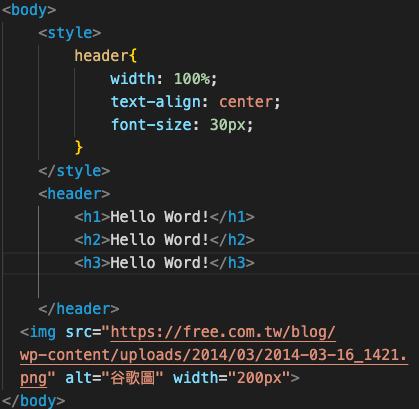 <body>
<style>
header{
width: 100%;
text-align: center;
font-size: 30px;
}
</style>
<header>
<h1>Hello Word!</h1>
<h2>Hello Word!</h2>
<h3>Hello Word!</h3>
</header>
<img src="https://free.com.tw/blog/
wp-content/uploads/2014/03/2014-03-16_1421.
png" alt="谷歌圖" width="200px">
</body>